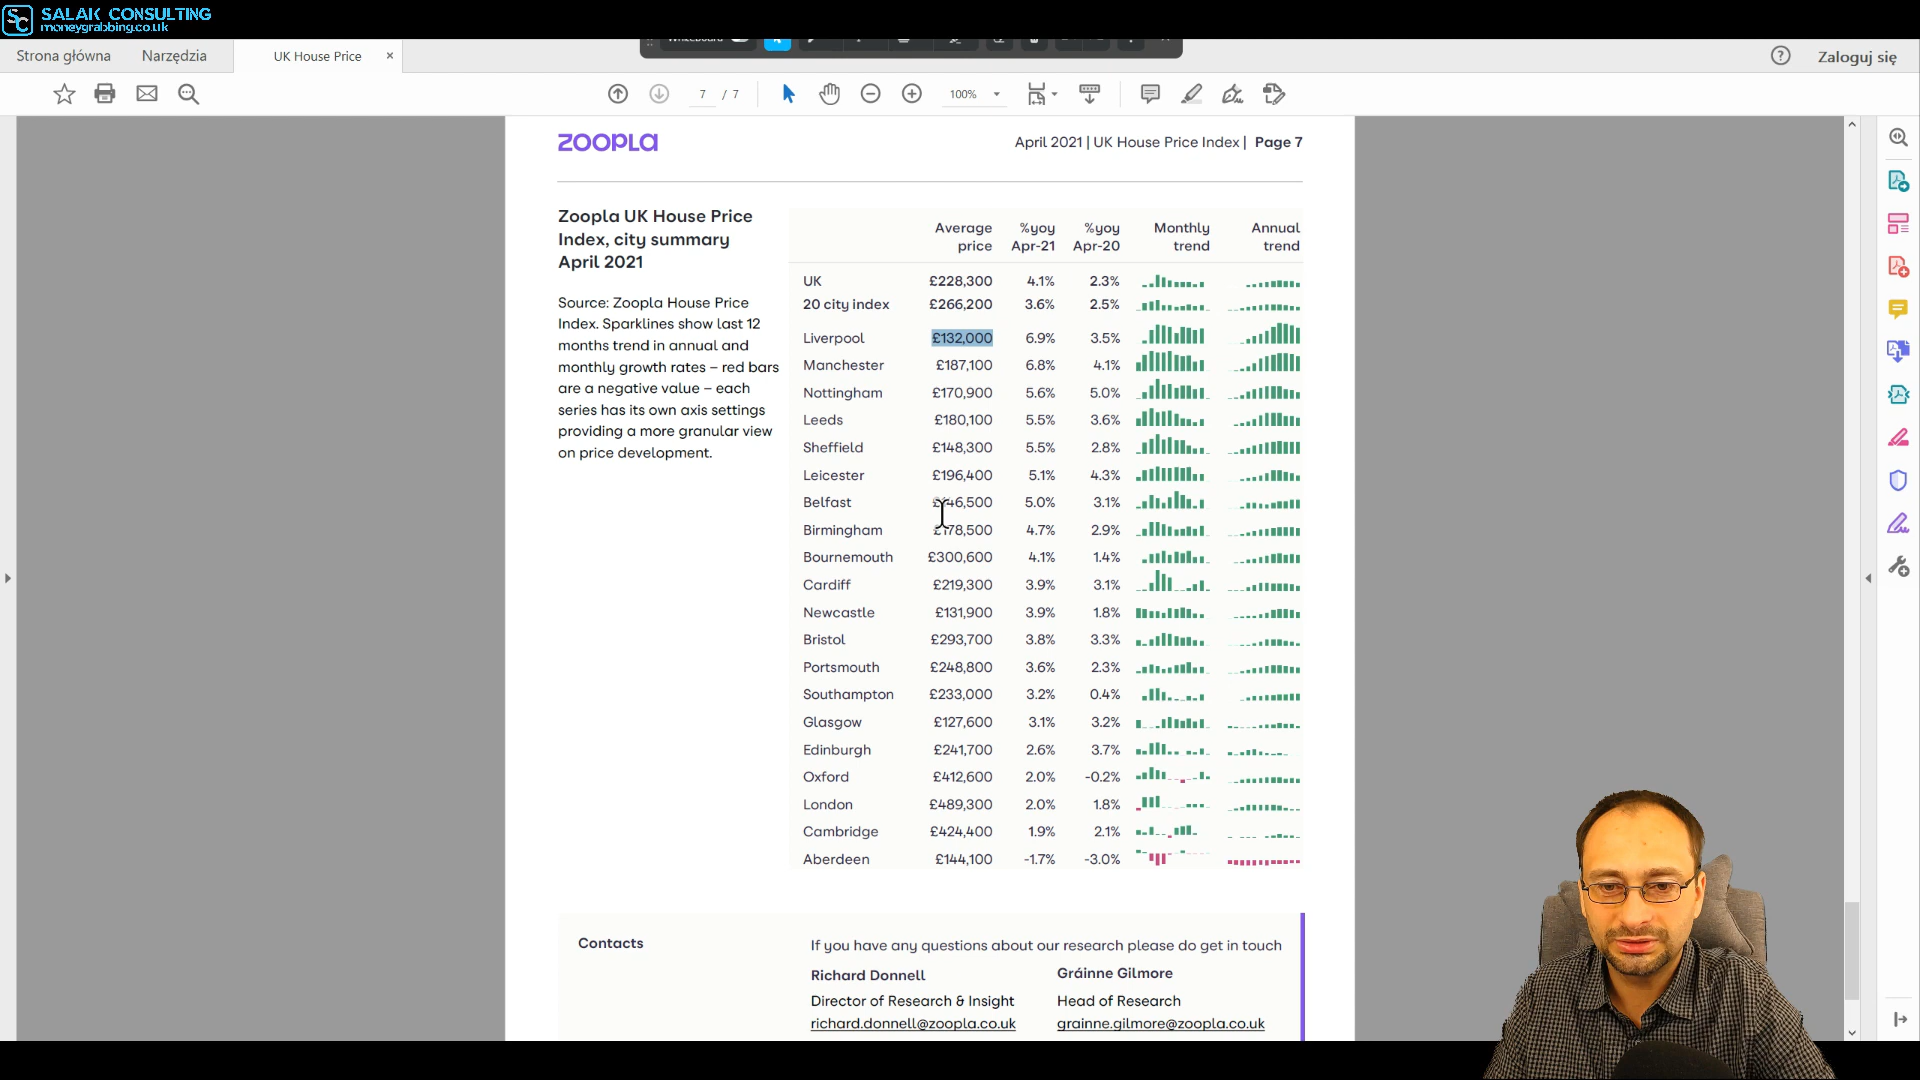 SALAK CONSULTING
moneygrabbing.co.uk
Strona główna Narzędzia UK House Price × Zaloguj się
7 / 7 100%
ZOOPLA April 2021 | UK House Price Index | Page 7
Zoopla UK House Price
Index, city summary
April 2021
Source: Zoopla House Price
Index. Sparklines show last 12
months trend in annual and
monthly growth rates – red bars
are a negative value – each
series has its own axis settings
providing a more granular view
on price development.
Average %yoy %yoy Monthly Annual
price Apr-21 Apr-20 trend trend
UK £228,300 4.1% 2.3%
20 city index £266,200 3.6% 2.5%
Liverpool £132,000 6.9% 3.5%
Manchester £187,100 6.8% 4.1%
Nottingham £170,900 5.6% 5.0%
Leeds £180,100 5.5% 3.6%
Sheffield £148,300 5.5% 2.8%
Leicester £196,400 5.1% 4.3%
Belfast 5.0% 3.1%
Birmingham £178,500 4.7% 2.9%
Bournemouth £300,600 4.1% 1.4%
Cardiff £219,300 3.9% 3.1%
Newcastle £131,900 3.9% 1.8%
Bristol £293,700 3.8% 3.3%
Portsmouth £248,800 3.6% 2.3%
Southampton £233,000 3.2% 0.4%
Glasgow £127,600 3.1% 3.2%
Edinburgh £241,700 2.6% 3.7%
Oxford £412,600 2.0% -0.2%
London £489,300 2.0% 1.8%
Cambridge £424,400 1.9% 2.1%
Aberdeen £144,100 -1.7% -3.0%
Contacts
If you have any questions about our research please do get in touch
Richard Donnell Gráinne Gilmore
Director of Research & Insight Head of Research
richard.donnell@zoopla.co.uk grainne.gilmore@zoopla.co.uk